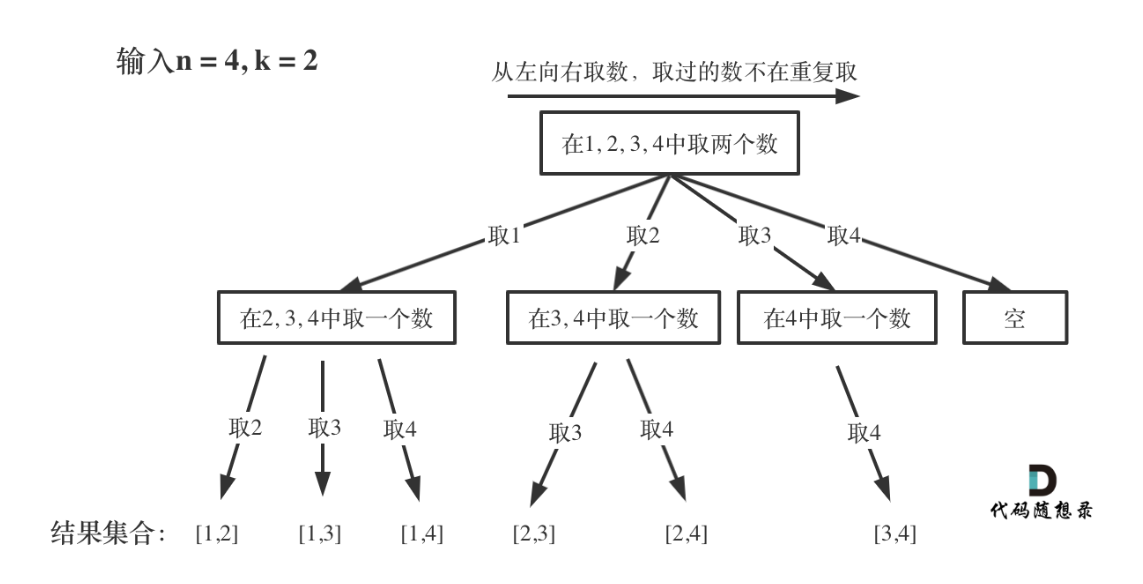 输入n = 4, k = 2
从左向右取数，取过的数不在重复取
在1, 2, 3, 4中取两个数
取1 取2 取3 取4
在2, 3, 4中取一个数 在3, 4中取一个数 在4中取一个数 空
取2 取3 取4 取3 取4 取4
结果集合： [1,2] [1,3] [1,4] [2,3] [2,4] [3,4]
代码随想录